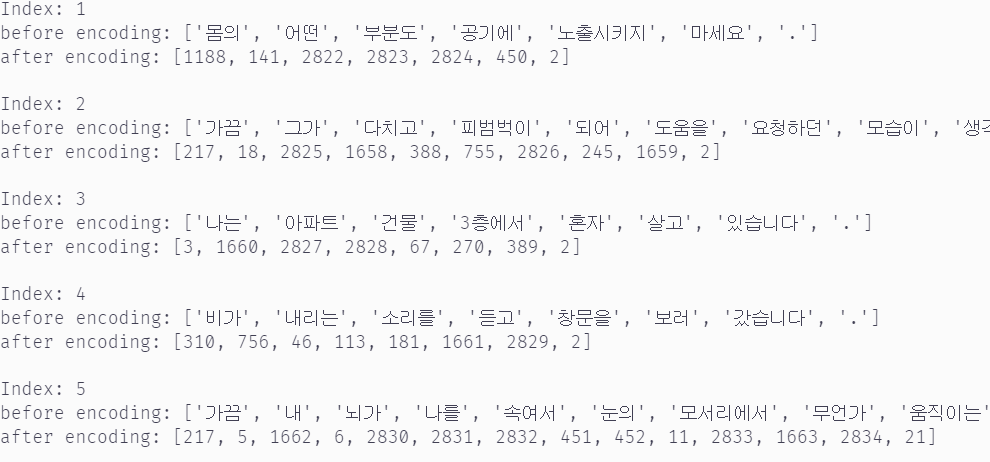 Index: 1
before encoding: ['몸의', '어떤', '부분도', '공기에', '노출시키지', '마세요', '.']
after encoding: [1188, 141, 2822, 2823, 2824, 450, 2]
Index: 2
before encoding: ['가끔', '그가', '다치고', '피범벅이', '되어', '도움을', '요청하던', '모습이', '생각
after encoding: [217, 18, 2825, 1658, 388, 755, 2826, 245, 1659, 2]
Index: 3
before encoding: ['나는', '아파트', '건물', '3층에서', '혼자', '살고', '있습니다', '.']
after encoding: [3, 1660, 2827, 2828, 67, 270, 389, 2]
Index: 4
before encoding: ['비가', '내리는', '소리를', '듣고', '창문을', '보러', '갔습니다', '.']
after encoding: [310, 756, 46, 113, 181, 1661, 2829, 2]
Index: 5
before encoding: ['가끔', '내', '뇌가', '나를', '속여서', '눈의', '모서리에서', '무언가', '움직이는'
after encoding: [217, 5, 1662, 6, 2830, 2831, 2832, 451, 452, 11, 2833, 1663, 2834, 21]